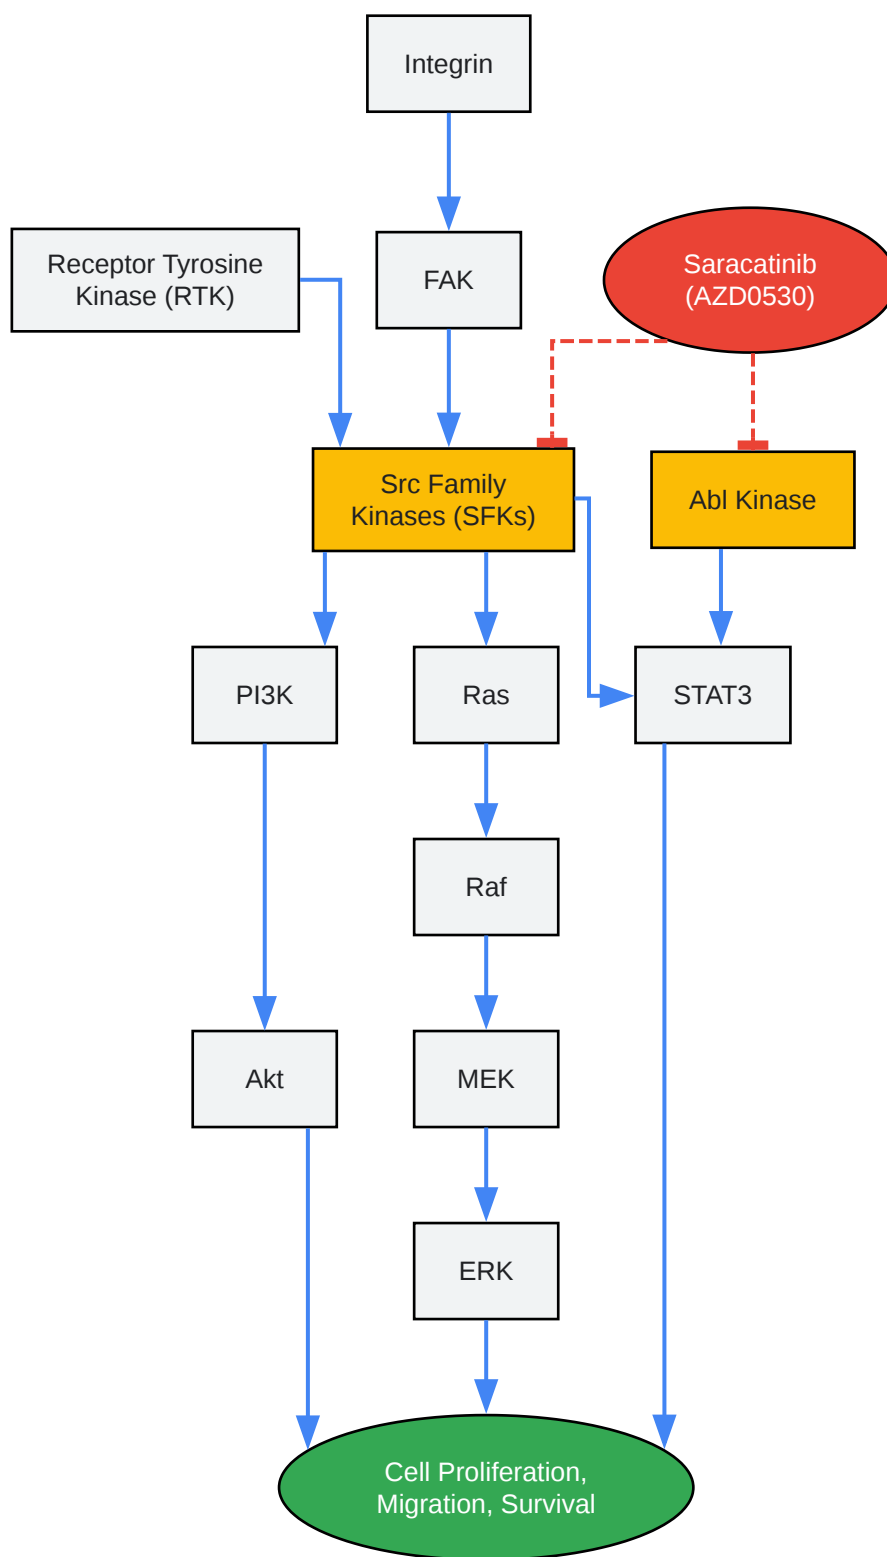 Integrin
Receptor Tyrosine
Kinase (RTK)
FAK
Saracatinib
(AZD0530)
Src Family
Kinases (SFKs)
Abl Kinase
PI3K
Ras
STAT3
Raf
Akt
MEK
ERK
Cell Proliferation,
Migration, Survival